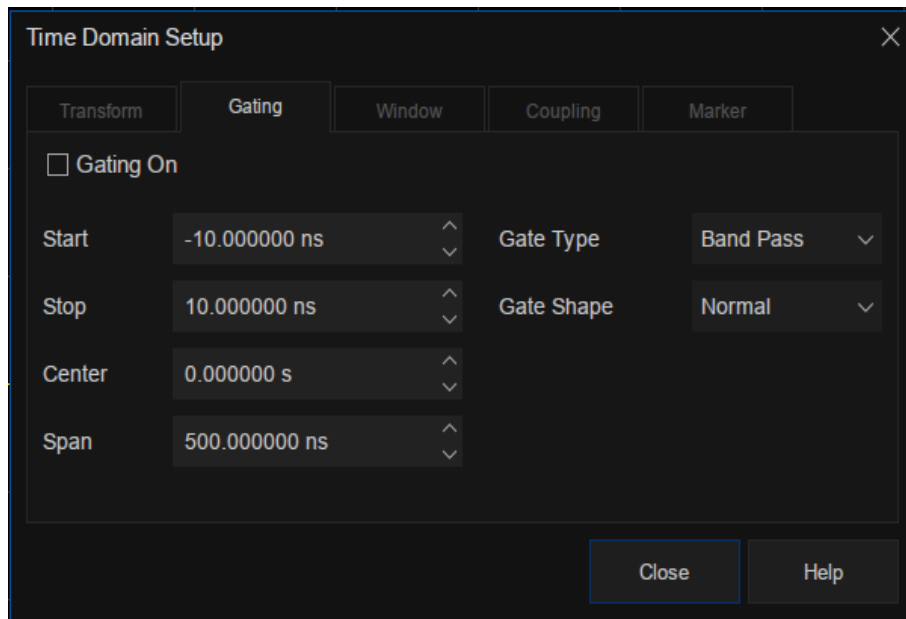 Time Domain Setup
Transform Gating Window Coupling Marker
Gating On
Start -10.000000 ns Gate Type Band Pass
Stop 10.000000 ns Gate Shape Normal
Center 0.000000 s
Span 500.000000 ns
Close Help